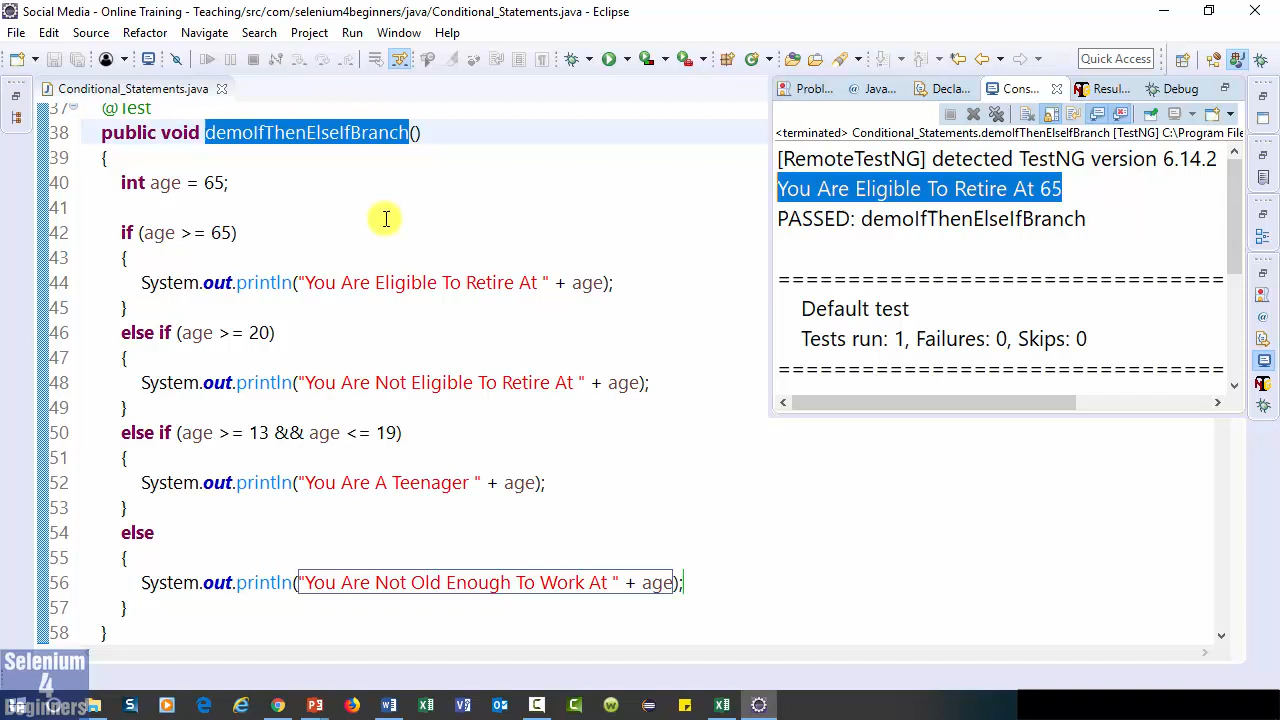 Social Media - Online Training - Teaching/src/com/selenium4beginners/java/Conditional_Statements.java - Eclipse
File Edit Source Refactor Navigate Search Project Run Window Help
Quick Access
Conditional_Statements.java
37 @Test
38 public void demoIfThenElseIfBranch()
39 {
40 int age = 65;
41
42 if (age >= 65)
43 {
44 System.out.println("You Are Eligible To Retire At " + age);
45 }
46 else if (age >= 20)
47 {
48 System.out.println("You Are Not Eligible To Retire At " + age);
49 }
50 else if (age >= 13 && age <= 19)
51 {
52 System.out.println("You Are A Teenager " + age);
53 }
54 else
55 {
56 System.out.println("You Are Not Old Enough To Work At " + age);
57 }
58 }
Probl... Java... Decla... Cons... Resul... Debug
<terminated> Conditional_Statements.demoIfThenElseIfBranch [TestNG] C:\Program File
[RemoteTestNG] detected TestNG version 6.14.2
You Are Eligible To Retire At 65
PASSED: demoIfThenElseIfBranch
===============================
Default test
Tests run: 1, Failures: 0, Skips: 0
===============================
Selenium
4
Beginners